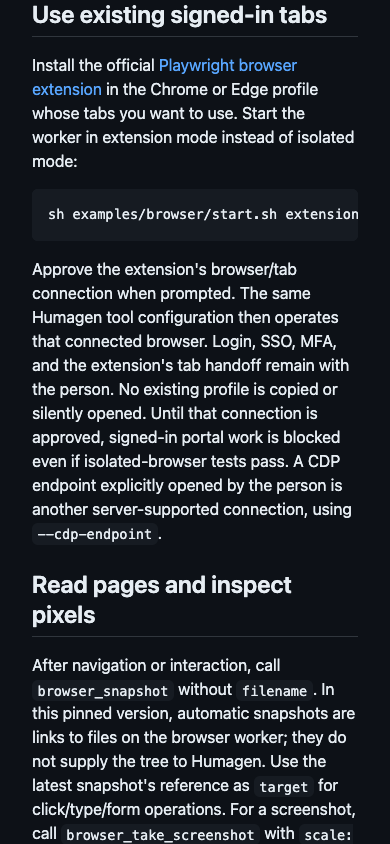 Use existing signed-in tabs
Install the official Playwright browser
extension in the Chrome or Edge profile
whose tabs you want to use. Start the
worker in extension mode instead of isolated
mode:
sh examples/browser/start.sh extension
Approve the extension's browser/tab
connection when prompted. The same
Humagen tool configuration then operates
that connected browser. Login, SSO, MFA,
and the extension's tab handoff remain with
the person. No existing profile is copied or
silently opened. Until that connection is
approved, signed-in portal work is blocked
even if isolated-browser tests pass. A CDP
endpoint explicitly opened by the person is
another server-supported connection, using
--cdp-endpoint.
Read pages and inspect
pixels
After navigation or interaction, call
browser_snapshot without filename. In
this pinned version, automatic snapshots are
links to files on the browser worker; they do
not supply the tree to Humagen. Use the
latest snapshot's reference as target for
click/type/form operations. For a screenshot,
call browser_take_screenshot with scale: